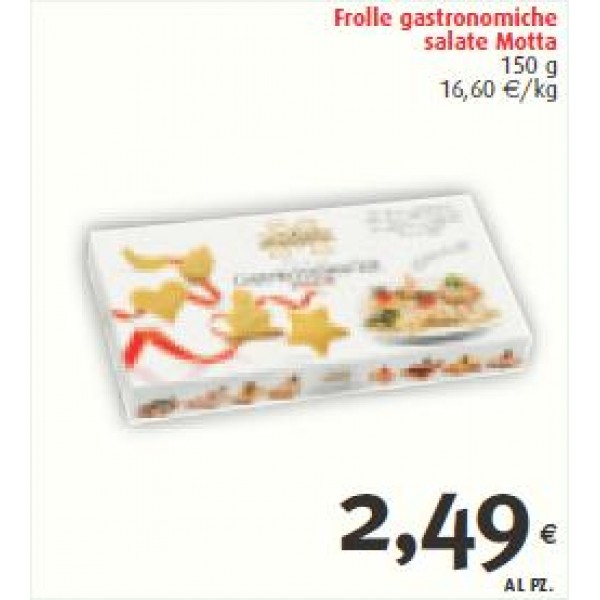 Frolle gastronomiche
salate Motta
150 g
16,60 €/kg
2,49 €
AL PZ.